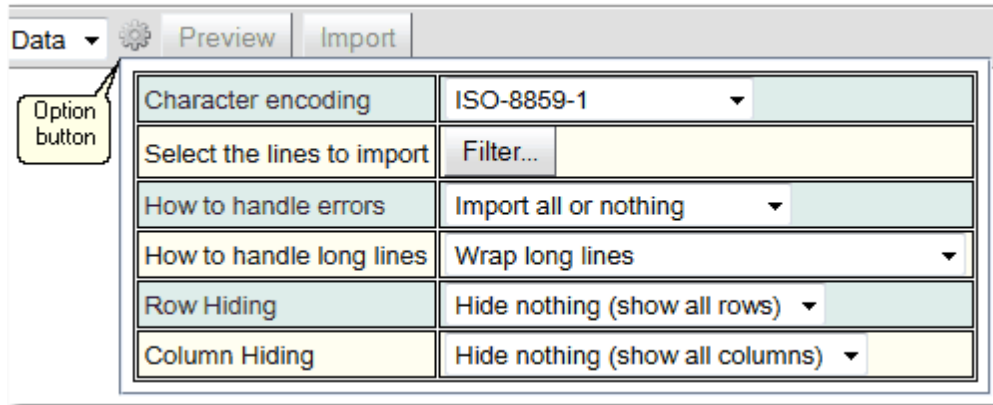 Data Preview Import
Option
button
Character encoding ISO-8859-1
Select the lines to import Filter...
How to handle errors Import all or nothing
How to handle long lines Wrap long lines
Row Hiding Hide nothing (show all rows)
Column Hiding Hide nothing (show all columns)